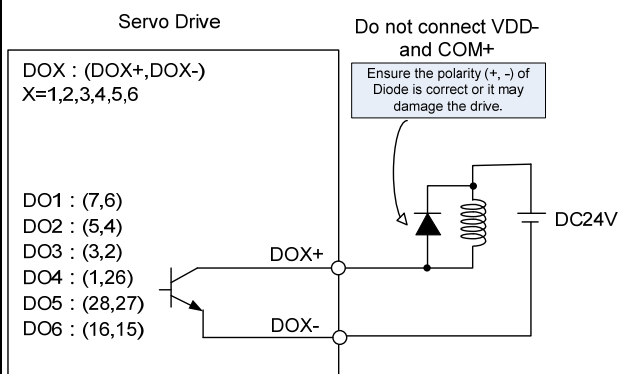 Servo Drive
Do not connect VDD-
and COM+
Ensure the polarity (+, -) of
Diode is correct or it may
damage the drive.
DOX : (DOX+,DOX-)
X=1,2,3,4,5,6
DO1 : (7,6)
DO2 : (5,4)
DO3 : (3,2)
DO4 : (1,26)
DO5 : (28,27)
DO6 : (16,15)
DOX+
DOX-
DC24V